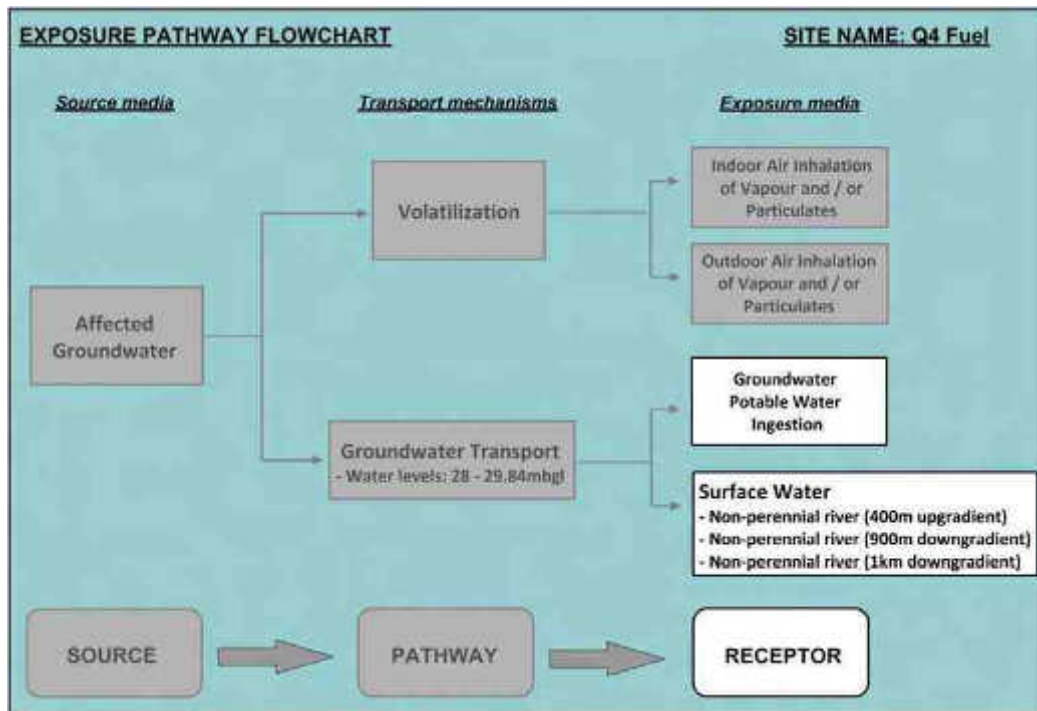 EXPOSURE PATHWAY FLOWCHART
SITE NAME: Q4 Fuel
Source media
Transport mechanisms
Exposure media
Indoor Air Inhalation
of Vapour and / or
Particulates
Volatilization
Outdoor Air Inhalation
of Vapour and / or
Particulates
Affected
Groundwater
Groundwater
Potable Water
Ingestion
Groundwater Transport
- Water levels: 28 - 29.84mbgl
Surface Water
- Non-perennial river (400m upgradient)
- Non-perennial river (900m downgradient)
- Non-perennial river (1km downgradient)
SOURCE
PATHWAY
RECEPTOR